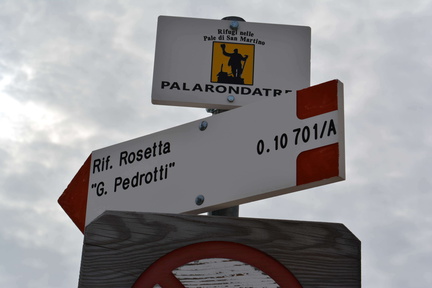 Rifugi nelle
Pale di San Martino
PALARONDATRE
Rif. Rosetta
"G. Pedrotti"
0.10 701/A